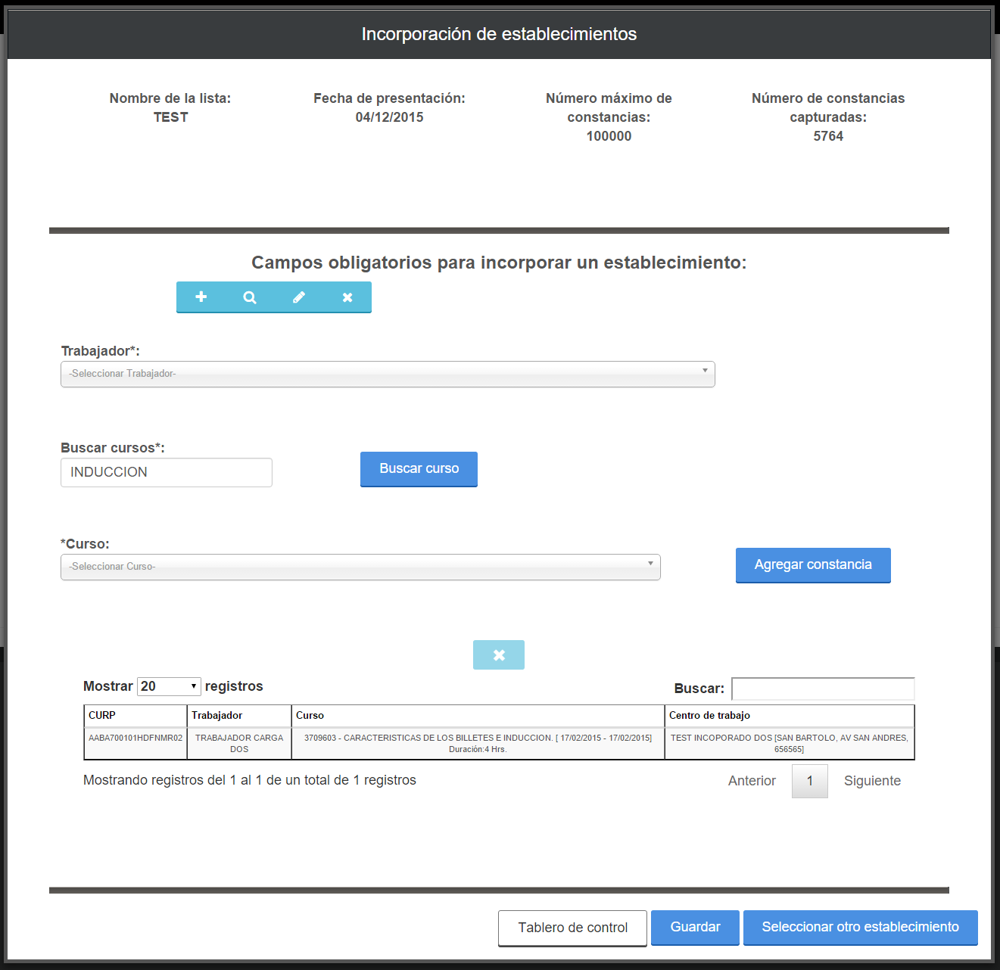 Incorporación de establecimientos
Nombre de la lista:
TEST
Fecha de presentación:
04/12/2015
Número máximo de
constancias:
100000
Número de constancias
capturadas:
5764
Campos obligatorios para incorporar un establecimiento:
Trabajador*:
-Seleccionar Trabajador-
Buscar cursos*:
INDUCCION
Buscar curso
*Curso:
-Seleccionar Curso-
Agregar constancia
Mostrar 20 registros
Buscar:
CURP Trabajador Curso Centro de trabajo
AABA700101HDFNMR02
TRABAJADOR CARGA
DOS
3709603 - CARACTERISTICAS DE LOS BILLETES E INDUCCION. [ 17/02/2015 - 17/02/2015]
Duración:4 Hrs.
TEST INCOPORADO DOS [SAN BARTOLO, AV SAN ANDRES,
656565]
Mostrando registros del 1 al 1 de un total de 1 registros
Anterior 1 Siguiente
Tablero de control
Guardar
Seleccionar otro establecimiento